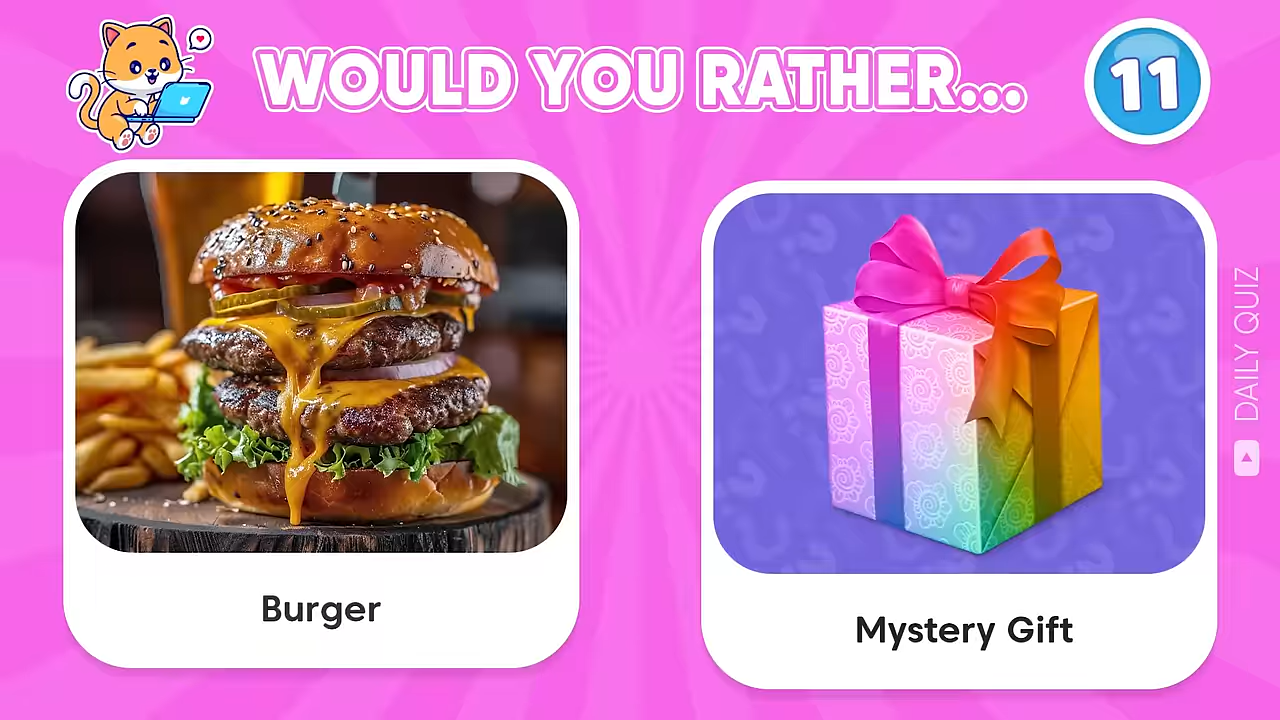 WOULD YOU RATHER...
11
Burger
Mystery Gift
DAILY QUIZ